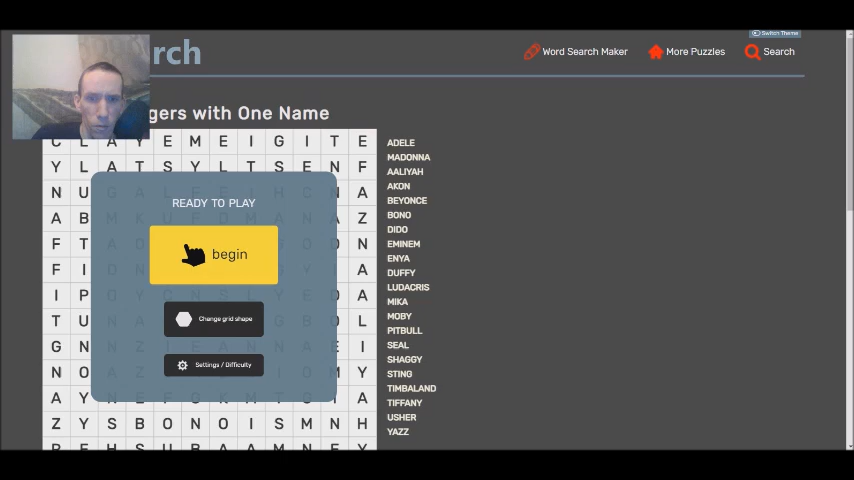 Switch Theme
rch
Word Search Maker
More Puzzles
Search
gers with One Name
C L A Y E M E I G I T E
Y L A T S Y L T S E N F
N U
A
A B
Z
F T
N
F I
A
I P
A
T U
L
G N
I
N O
Y
A Y
A
Z Y S B O N O I S M N H
READY TO PLAY
begin
Change grid shape
Settings / Difficulty
ADELE
MADONNA
AALIYAH
AKON
BEYONCE
BONO
DIDO
EMINEM
ENYA
DUFFY
LUDACRIS
MIKA
MOBY
PITBULL
SEAL
SHAGGY
STING
TIMBALAND
TIFFANY
USHER
YAZZ